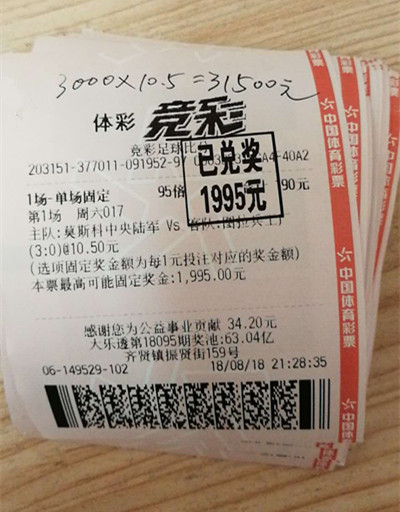 3000×10.5=31500元
体彩 竞彩
竞彩足球比
203151-377011-091952-9 A4-40A2
已兑奖
1995元
1场-单场固定 95倍 90元
第1场 周六017
主队:莫斯科中央陆军 Vs 客队:图拉兵工)
(3:0)@10.50元
(选项固定奖金额为每1元投注对应的奖金额)
本票最高可能固定奖金:1,995.00元
感谢您为公益事业贡献 34.20元
大乐透第18095期奖池:63.04亿
齐贤镇振贤街159号
06-149529-102 18/08/18 21:28:35
中国体育彩票
中国体育彩票